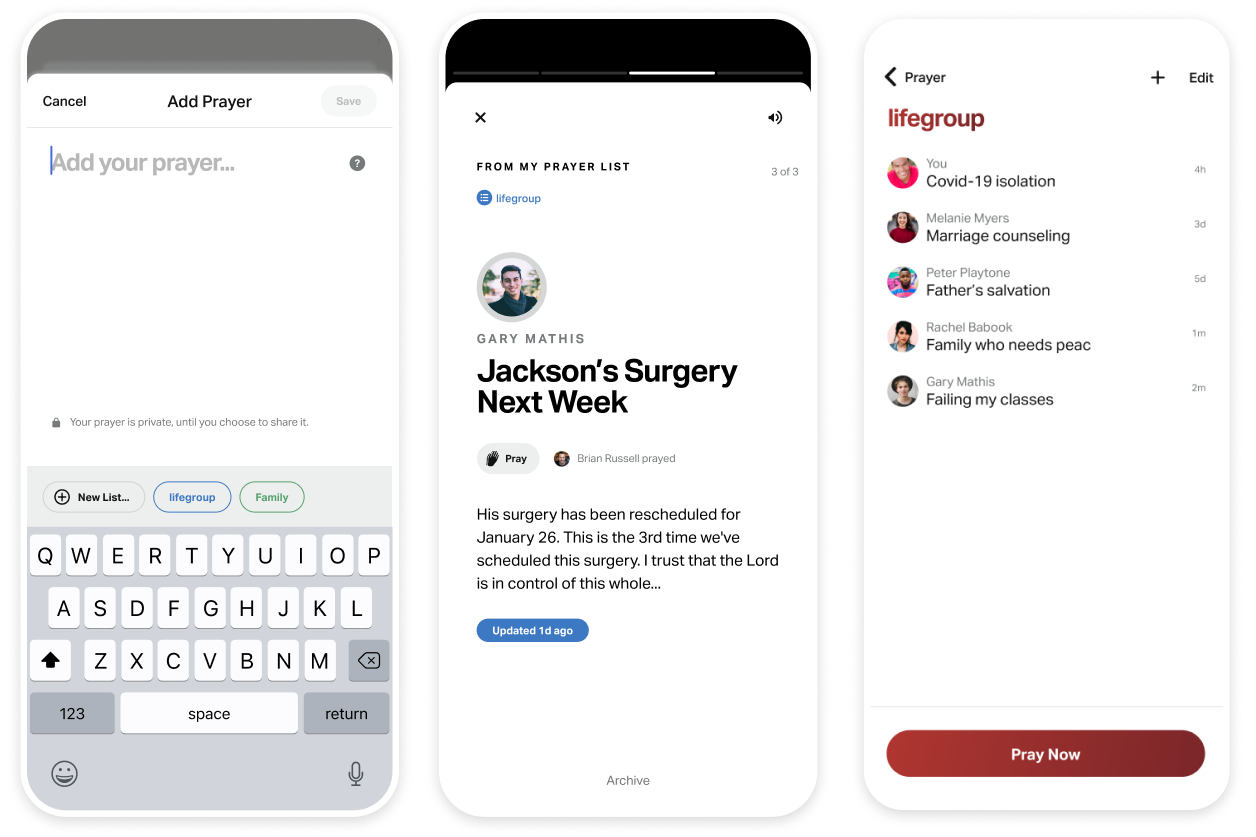 Cancel Add Prayer Save
Add your prayer...
?
Your prayer is private, until you choose to share it.
New List... lifegroup Family
Q W E R T Y U I O P
A S D F G H J K L
Z X C V B N M
123 space return
FROM MY PRAYER LIST
3 of 3
lifegroup
GARY MATHIS
Jackson's Surgery
Next Week
Pray Brian Russell prayed
His surgery has been rescheduled for
January 26. This is the 3rd time we've
scheduled this surgery. I trust that the Lord
is in control of this whole...
Updated 1d ago
Archive
Prayer + Edit
lifegroup
You
Covid-19 isolation 4h
Melanie Myers
Marriage counseling 3d
Peter Playtone
Father's salvation 5d
Rachel Babook
Family who needs peac 1m
Gary Mathis
Failing my classes 2m
Pray Now